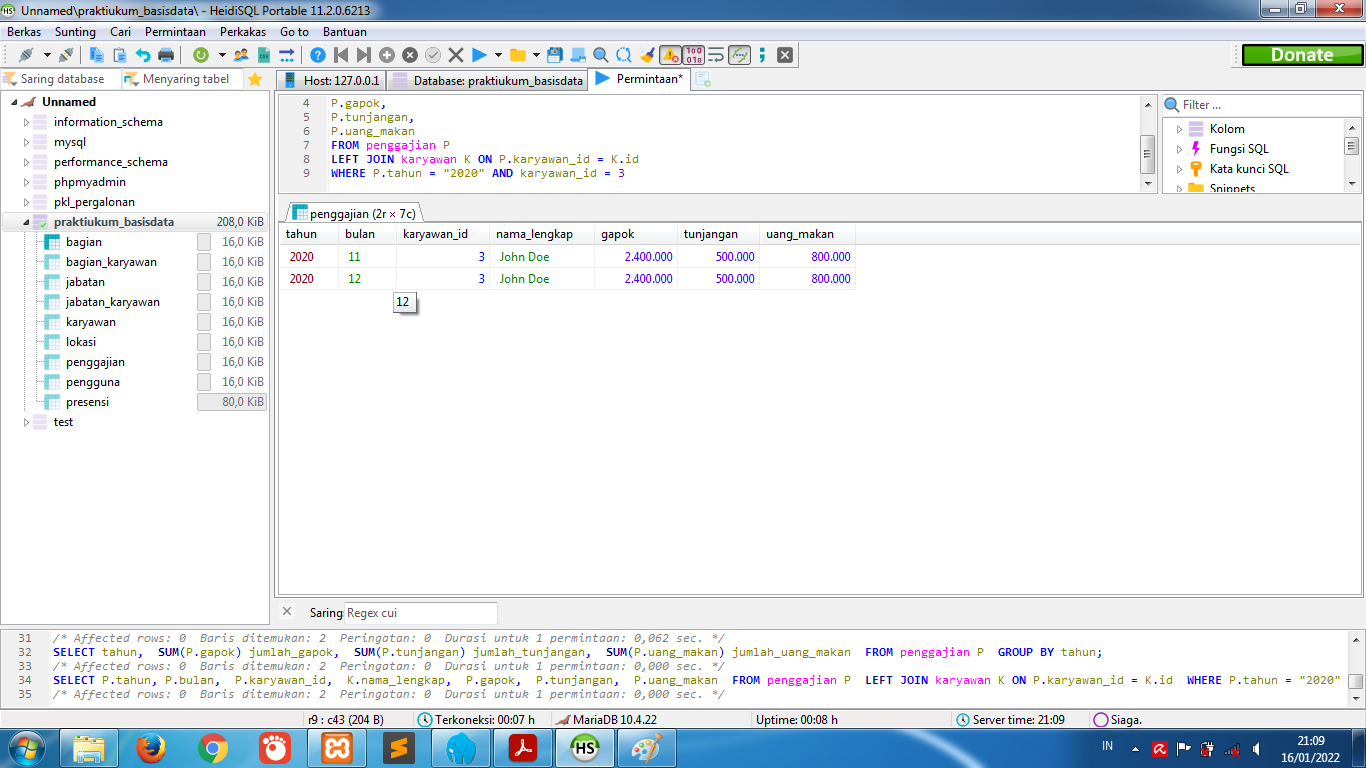 Unnamed\praktiukum_basisdata\ - HeidiSQL Portable 11.2.0.6213
Berkas Sunting Cari Permintaan Perkakas Go to Bantuan
Donate
Saring database Menyaring tabel
Host: 127.0.0.1 Database: praktiukum_basisdata Permintaan*
Unnamed
information_schema
mysql
performance_schema
phpmyadmin
pkl_pergalonan
praktiukum_basisdata 208,0 KiB
bagian 16,0 KiB
bagian_karyawan 16,0 KiB
jabatan 16,0 KiB
jabatan_karyawan 16,0 KiB
karyawan 16,0 KiB
lokasi 16,0 KiB
penggajian 16,0 KiB
pengguna 16,0 KiB
presensi 80,0 KiB
test
4 P.gapok,
5 P.tunjangan,
6 P.uang_makan
7 FROM penggajian P
8 LEFT JOIN karyawan K ON P.karyawan_id = K.id
9 WHERE P.tahun = "2020" AND karyawan_id = 3
Filter ...
Kolom
Fungsi SQL
Kata kunci SQL
Snippets
penggajian (2r × 7c)
tahun bulan karyawan_id nama_lengkap gapok tunjangan uang_makan
2020 11 3 John Doe 2.400.000 500.000 800.000
2020 12 3 John Doe 2.400.000 500.000 800.000
12
Saring: Regex cui
31 /* Affected rows: 0 Baris ditemukan: 2 Peringatan: 0 Durasi untuk 1 permintaan: 0,062 sec. */
32 SELECT tahun, SUM(P.gapok) jumlah_gapok, SUM(P.tunjangan) jumlah_tunjangan, SUM(P.uang_makan) jumlah_uang_makan FROM penggajian P GROUP BY tahun;
33 /* Affected rows: 0 Baris ditemukan: 2 Peringatan: 0 Durasi untuk 1 permintaan: 0,000 sec. */
34 SELECT P.tahun, P.bulan, P.karyawan_id, K.nama_lengkap, P.gapok, P.tunjangan, P.uang_makan FROM penggajian P LEFT JOIN karyawan K ON P.karyawan_id = K.id WHERE P.tahun = "2020"
35 /* Affected rows: 0 Baris ditemukan: 2 Peringatan: 0 Durasi untuk 1 permintaan: 0,000 sec. */
r9 : c43 (204 B) Terkoneksi: 00:07 h MariaDB 10.4.22 Uptime: 00:08 h Server time: 21:09 Siaga.
IN
21:09
16/01/2022